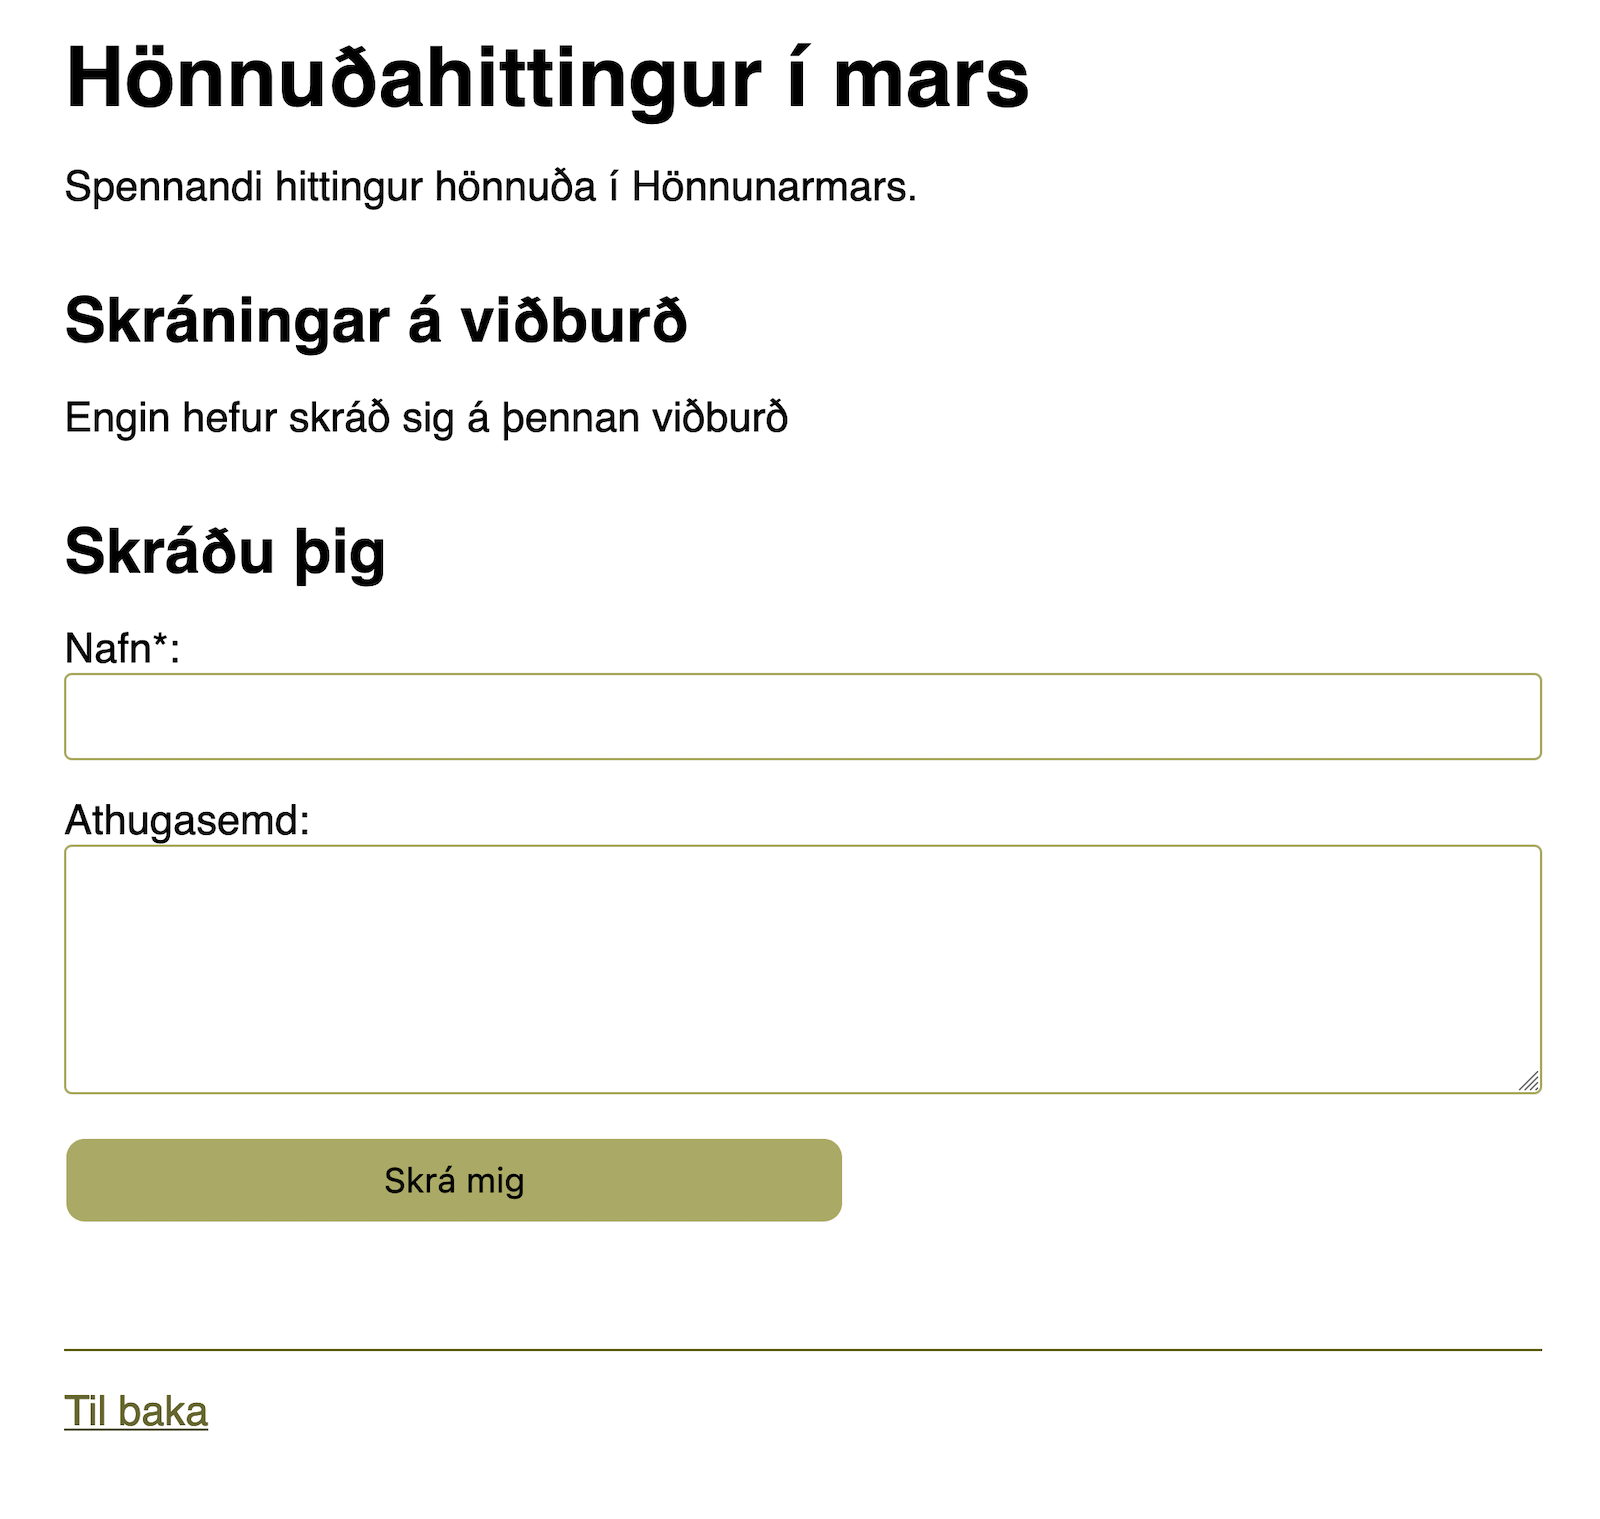 Hönnuðahittingur í mars
Spennandi hittingur hönnuða í Hönnunarmars.
Skráningar á viðburð
Engin hefur skráð sig á þennan viðburð
Skráðu þig
Nafn*:
Athugasemd:
Skrá mig
Til baka